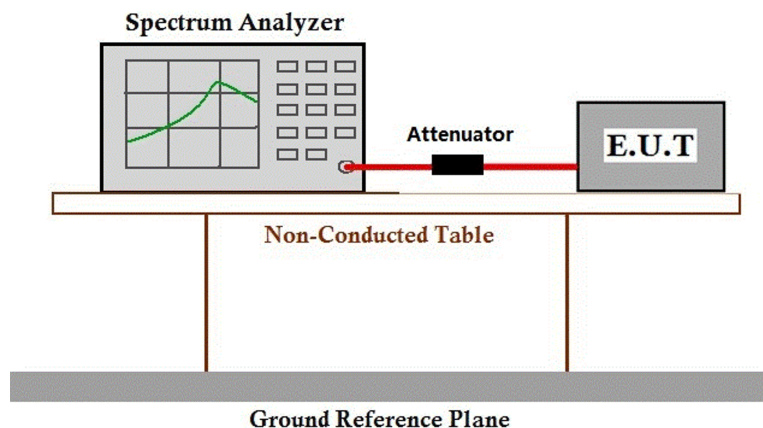 Spectrum Analyzer
Attenuator
E.U.T
Non-Conducted Table
Ground Reference Plane